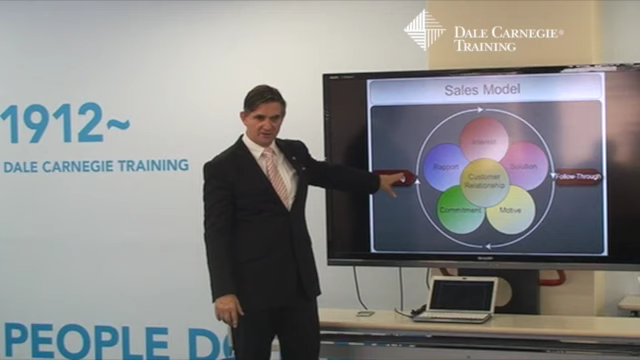 DALE CARNEGIE®
TRAINING
1912~
DALE CARNEGIE TRAINING
PEOPLE D
Sales Model
Interest
Rapport
Solution
Customer
Relationship
Commitment
Motive
Follow-Through
SHARP